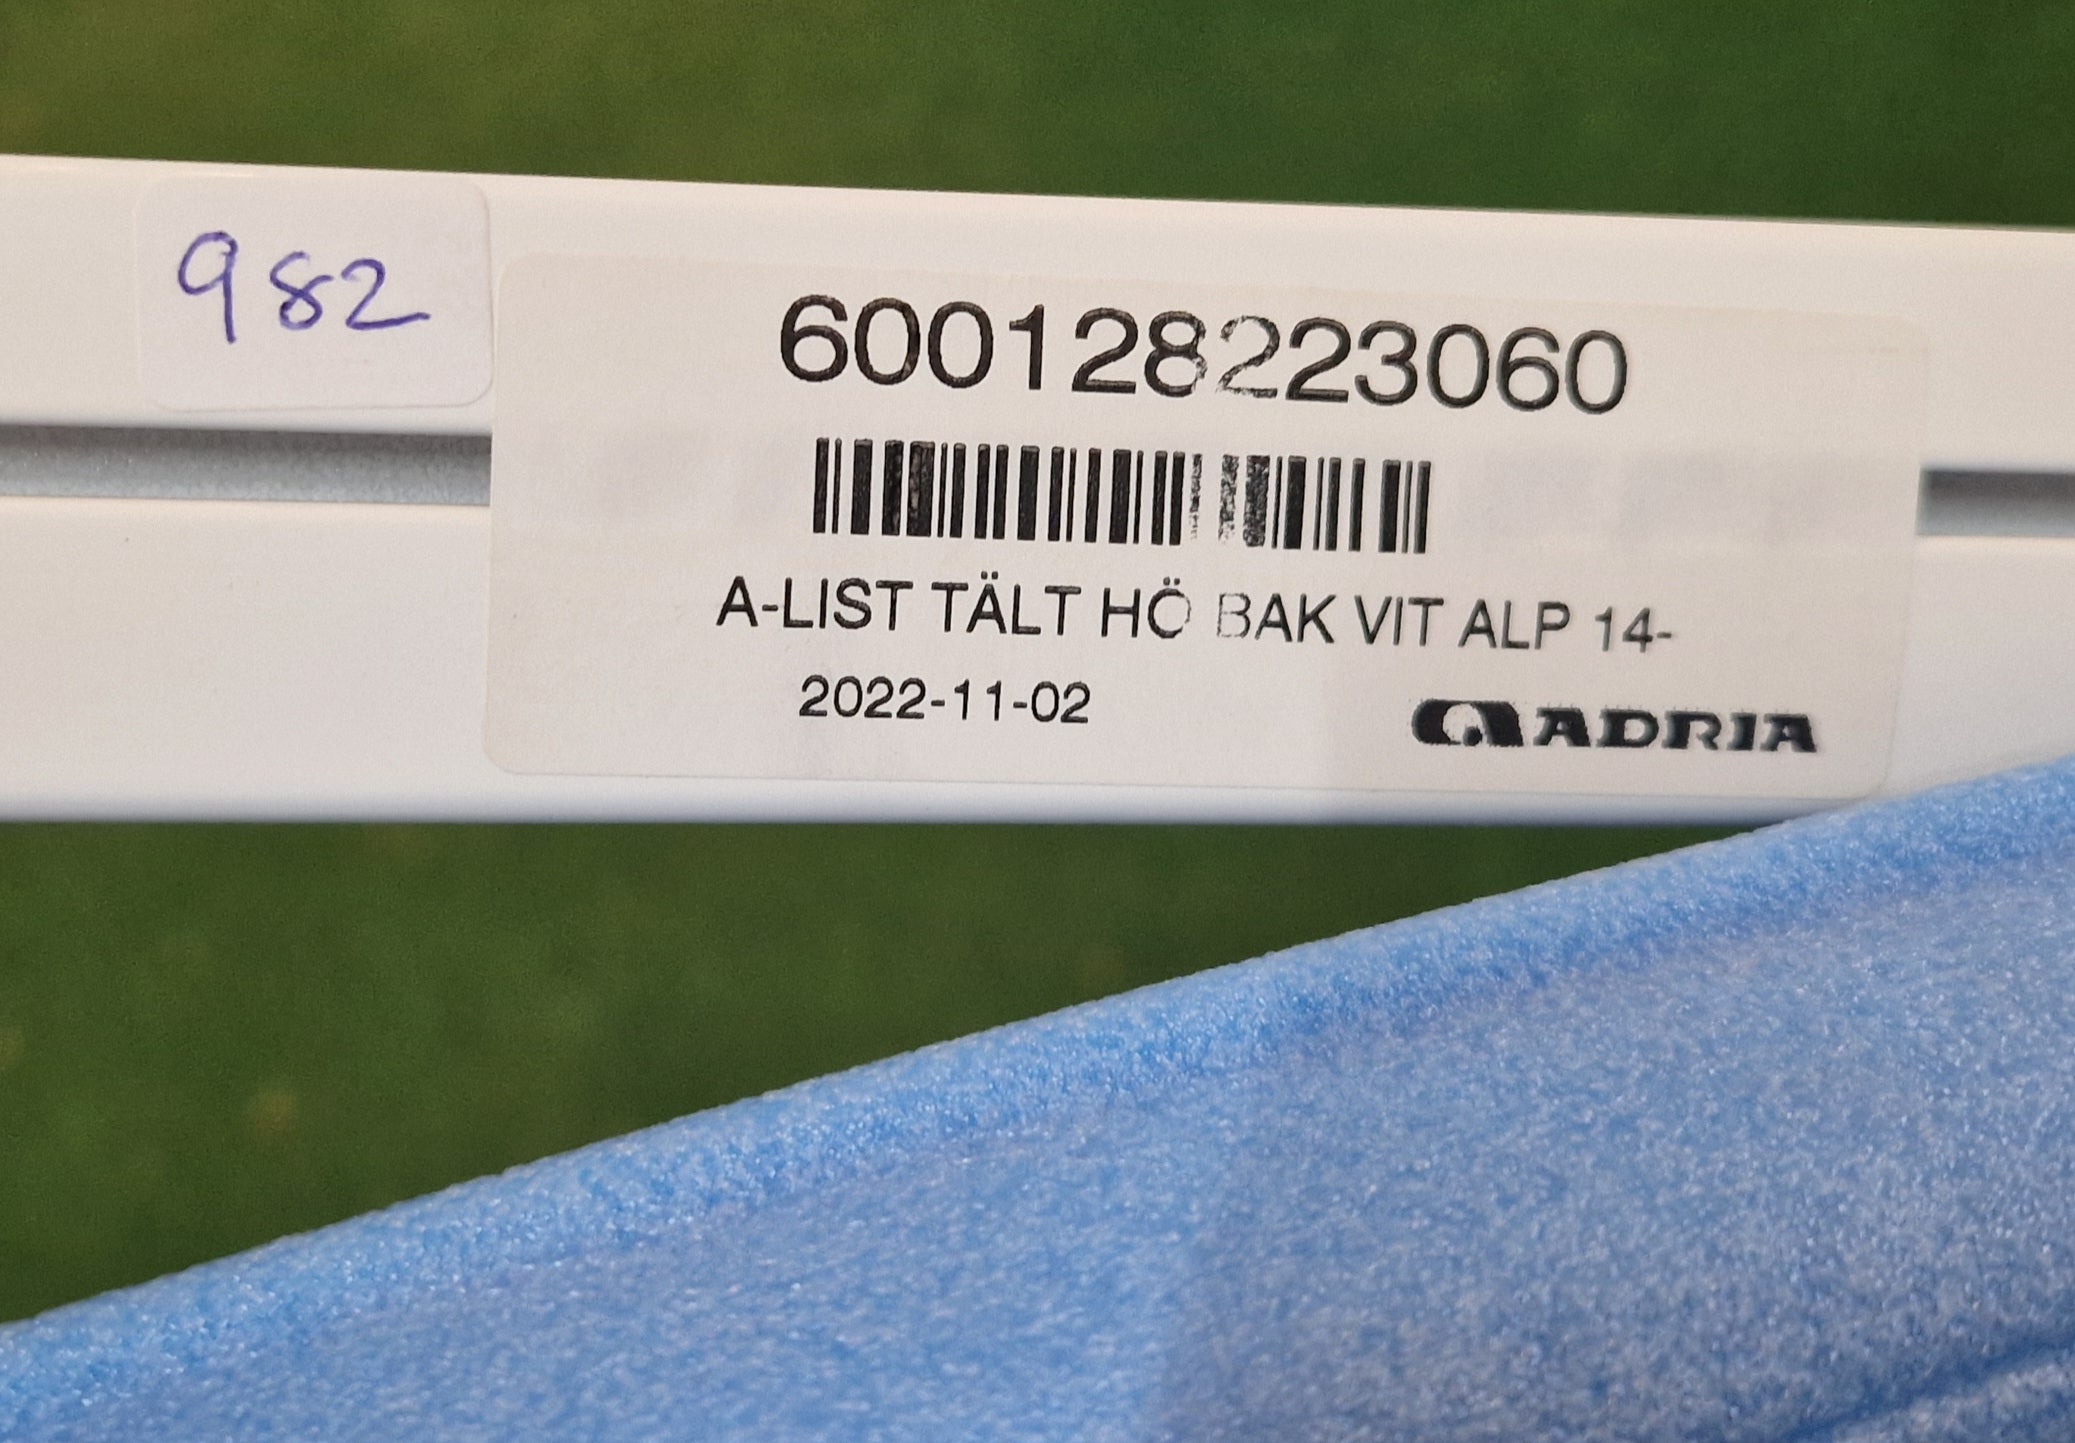 982
600128223060
A-LIST TÄLT HÖ BAK VIT ALP 14-
2022-11-02
ADRIA